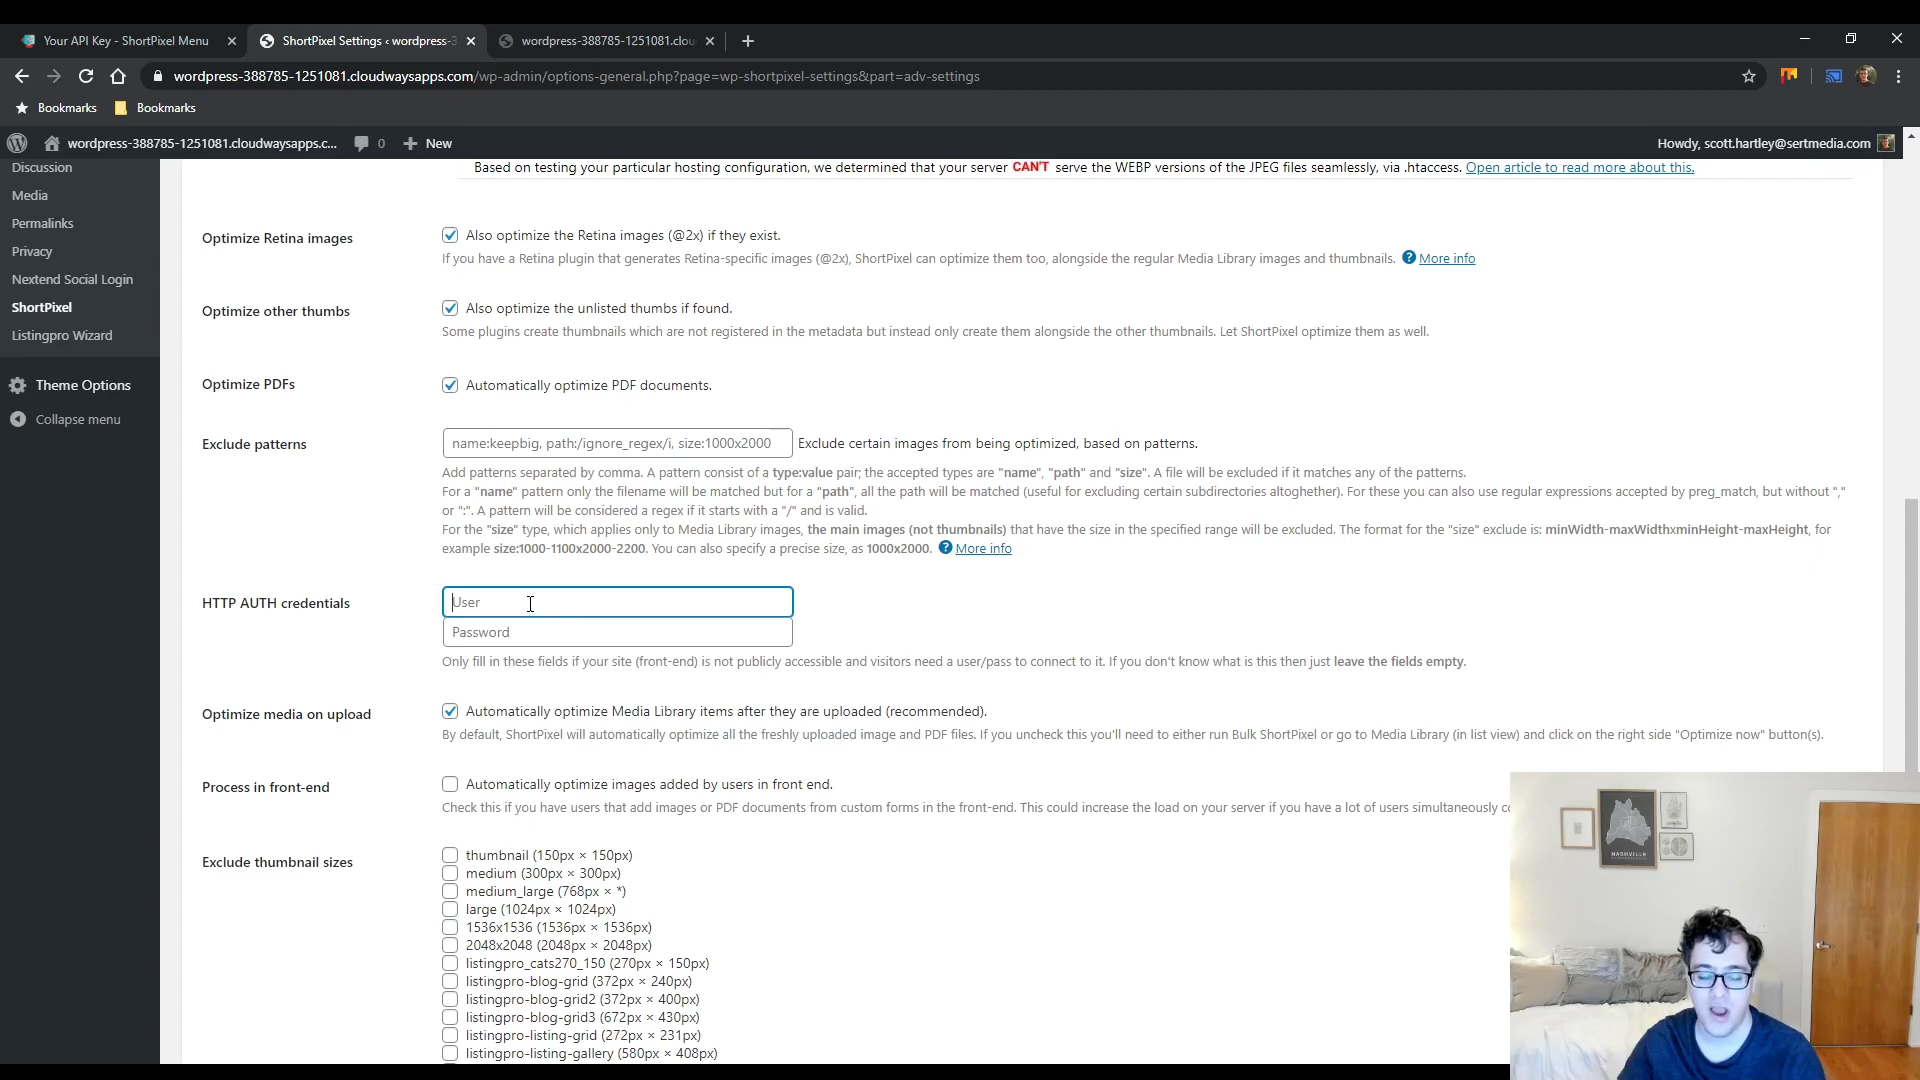 Your API Key - ShortPixel Menu
ShortPixel Settings ‹ wordpress-3
wordpress-388785-1251081.clou
wordpress-388785-1251081.cloudwaysapps.com/wp-admin/options-general.php?page=wp-shortpixel-settings&part=adv-settings
Bookmarks
Bookmarks
wordpress-388785-1251081.cloudwaysapps.c...
0
New
Howdy, scott.hartley@sertmedia.com
Discussion
Media
Permalinks
Privacy
Nextend Social Login
ShortPixel
Listingpro Wizard
Theme Options
Collapse menu
Based on testing your particular hosting configuration, we determined that your server CAN'T serve the WEBP versions of the JPEG files seamlessly, via .htaccess. Open article to read more about this.
Optimize Retina images
Also optimize the Retina images (@2x) if they exist.
If you have a Retina plugin that generates Retina-specific images (@2x), ShortPixel can optimize them too, alongside the regular Media Library images and thumbnails. More info
Optimize other thumbs
Also optimize the unlisted thumbs if found.
Some plugins create thumbnails which are not registered in the metadata but instead only create them alongside the other thumbnails. Let ShortPixel optimize them as well.
Optimize PDFs
Automatically optimize PDF documents.
Exclude patterns
name:keepbig, path:/ignore_regex/i, size:1000x2000 Exclude certain images from being optimized, based on patterns.
Add patterns separated by comma. A pattern consist of a type:value pair; the accepted types are "name", "path" and "size". A file will be excluded if it matches any of the patterns.
For a "name" pattern only the filename will be matched but for a "path", all the path will be matched (useful for excluding certain subdirectories altoghether). For these you can also use regular expressions accepted by preg_match, but without ","
or ":". A pattern will be considered a regex if it starts with a "/" and is valid.
For the "size" type, which applies only to Media Library images, the main images (not thumbnails) that have the size in the specified range will be excluded. The format for the "size" exclude is: minWidth-maxWidthxminHeight-maxHeight, for
example size:1000-1100x2000-2200. You can also specify a precise size, as 1000x2000. More info
HTTP AUTH credentials
User
Password
Only fill in these fields if your site (front-end) is not publicly accessible and visitors need a user/pass to connect to it. If you don't know what is this then just leave the fields empty.
Optimize media on upload
Automatically optimize Media Library items after they are uploaded (recommended).
By default, ShortPixel will automatically optimize all the freshly uploaded image and PDF files. If you uncheck this you'll need to either run Bulk ShortPixel or go to Media Library (in list view) and click on the right side "Optimize now" button(s).
Process in front-end
Automatically optimize images added by users in front end.
Check this if you have users that add images or PDF documents from custom forms in the front-end. This could increase the load on your server if you have a lot of users simultaneously c
Exclude thumbnail sizes
thumbnail (150px × 150px)
medium (300px × 300px)
medium_large (768px × *)
large (1024px × 1024px)
1536x1536 (1536px × 1536px)
2048x2048 (2048px × 2048px)
listingpro_cats270_150 (270px × 150px)
listingpro-blog-grid (372px × 240px)
listingpro-blog-grid2 (372px × 400px)
listingpro-blog-grid3 (672px × 430px)
listingpro-listing-grid (272px × 231px)
listingpro-listing-gallery (580px × 408px)
NASHVILLE